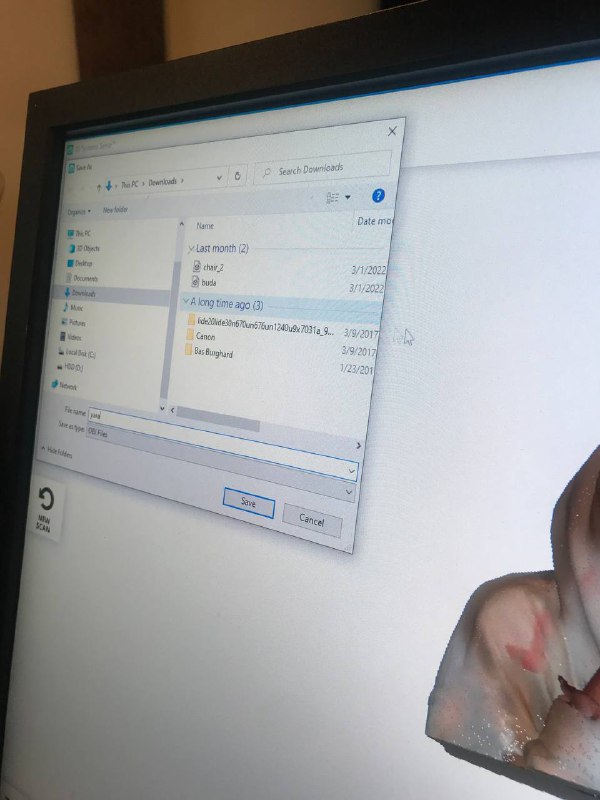 Save As
This PC > Downloads >
Search Downloads
Organize
New folder
?
This PC
3D Objects
Desktop
Documents
Downloads
Music
Pictures
Videos
Local Disk (C:)
HDD (D:)
Network
Name
Date mo
Last month (2)
chair_2 3/1/2022
buda 3/1/2022
A long time ago (3)
3/9/2017
Canon 3/9/2017
Bas Burghard 1/23/201
File name:
Save as type: OBJ Files
Hide Folders
Save
Cancel
NEW
SCAN